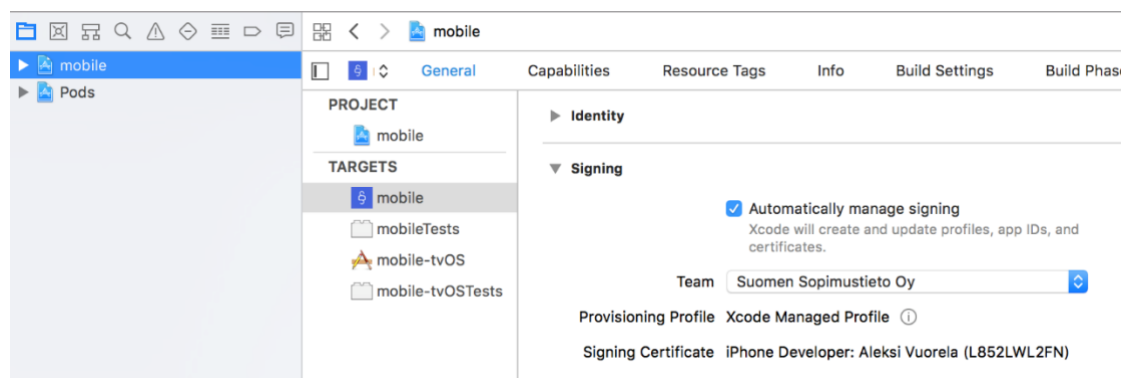 mobile
mobile
Pods
General Capabilities Resource Tags Info Build Settings Build Phase
PROJECT
mobile
TARGETS
mobile
mobileTests
mobile-tvOS
mobile-tvOSTests
Identity
Signing
Automatically manage signing
Xcode will create and update profiles, app IDs, and
certificates.
Team Suomen Sopimustieto Oy
Provisioning Profile Xcode Managed Profile
Signing Certificate iPhone Developer: Aleksi Vuorela (L852LWL2FN)